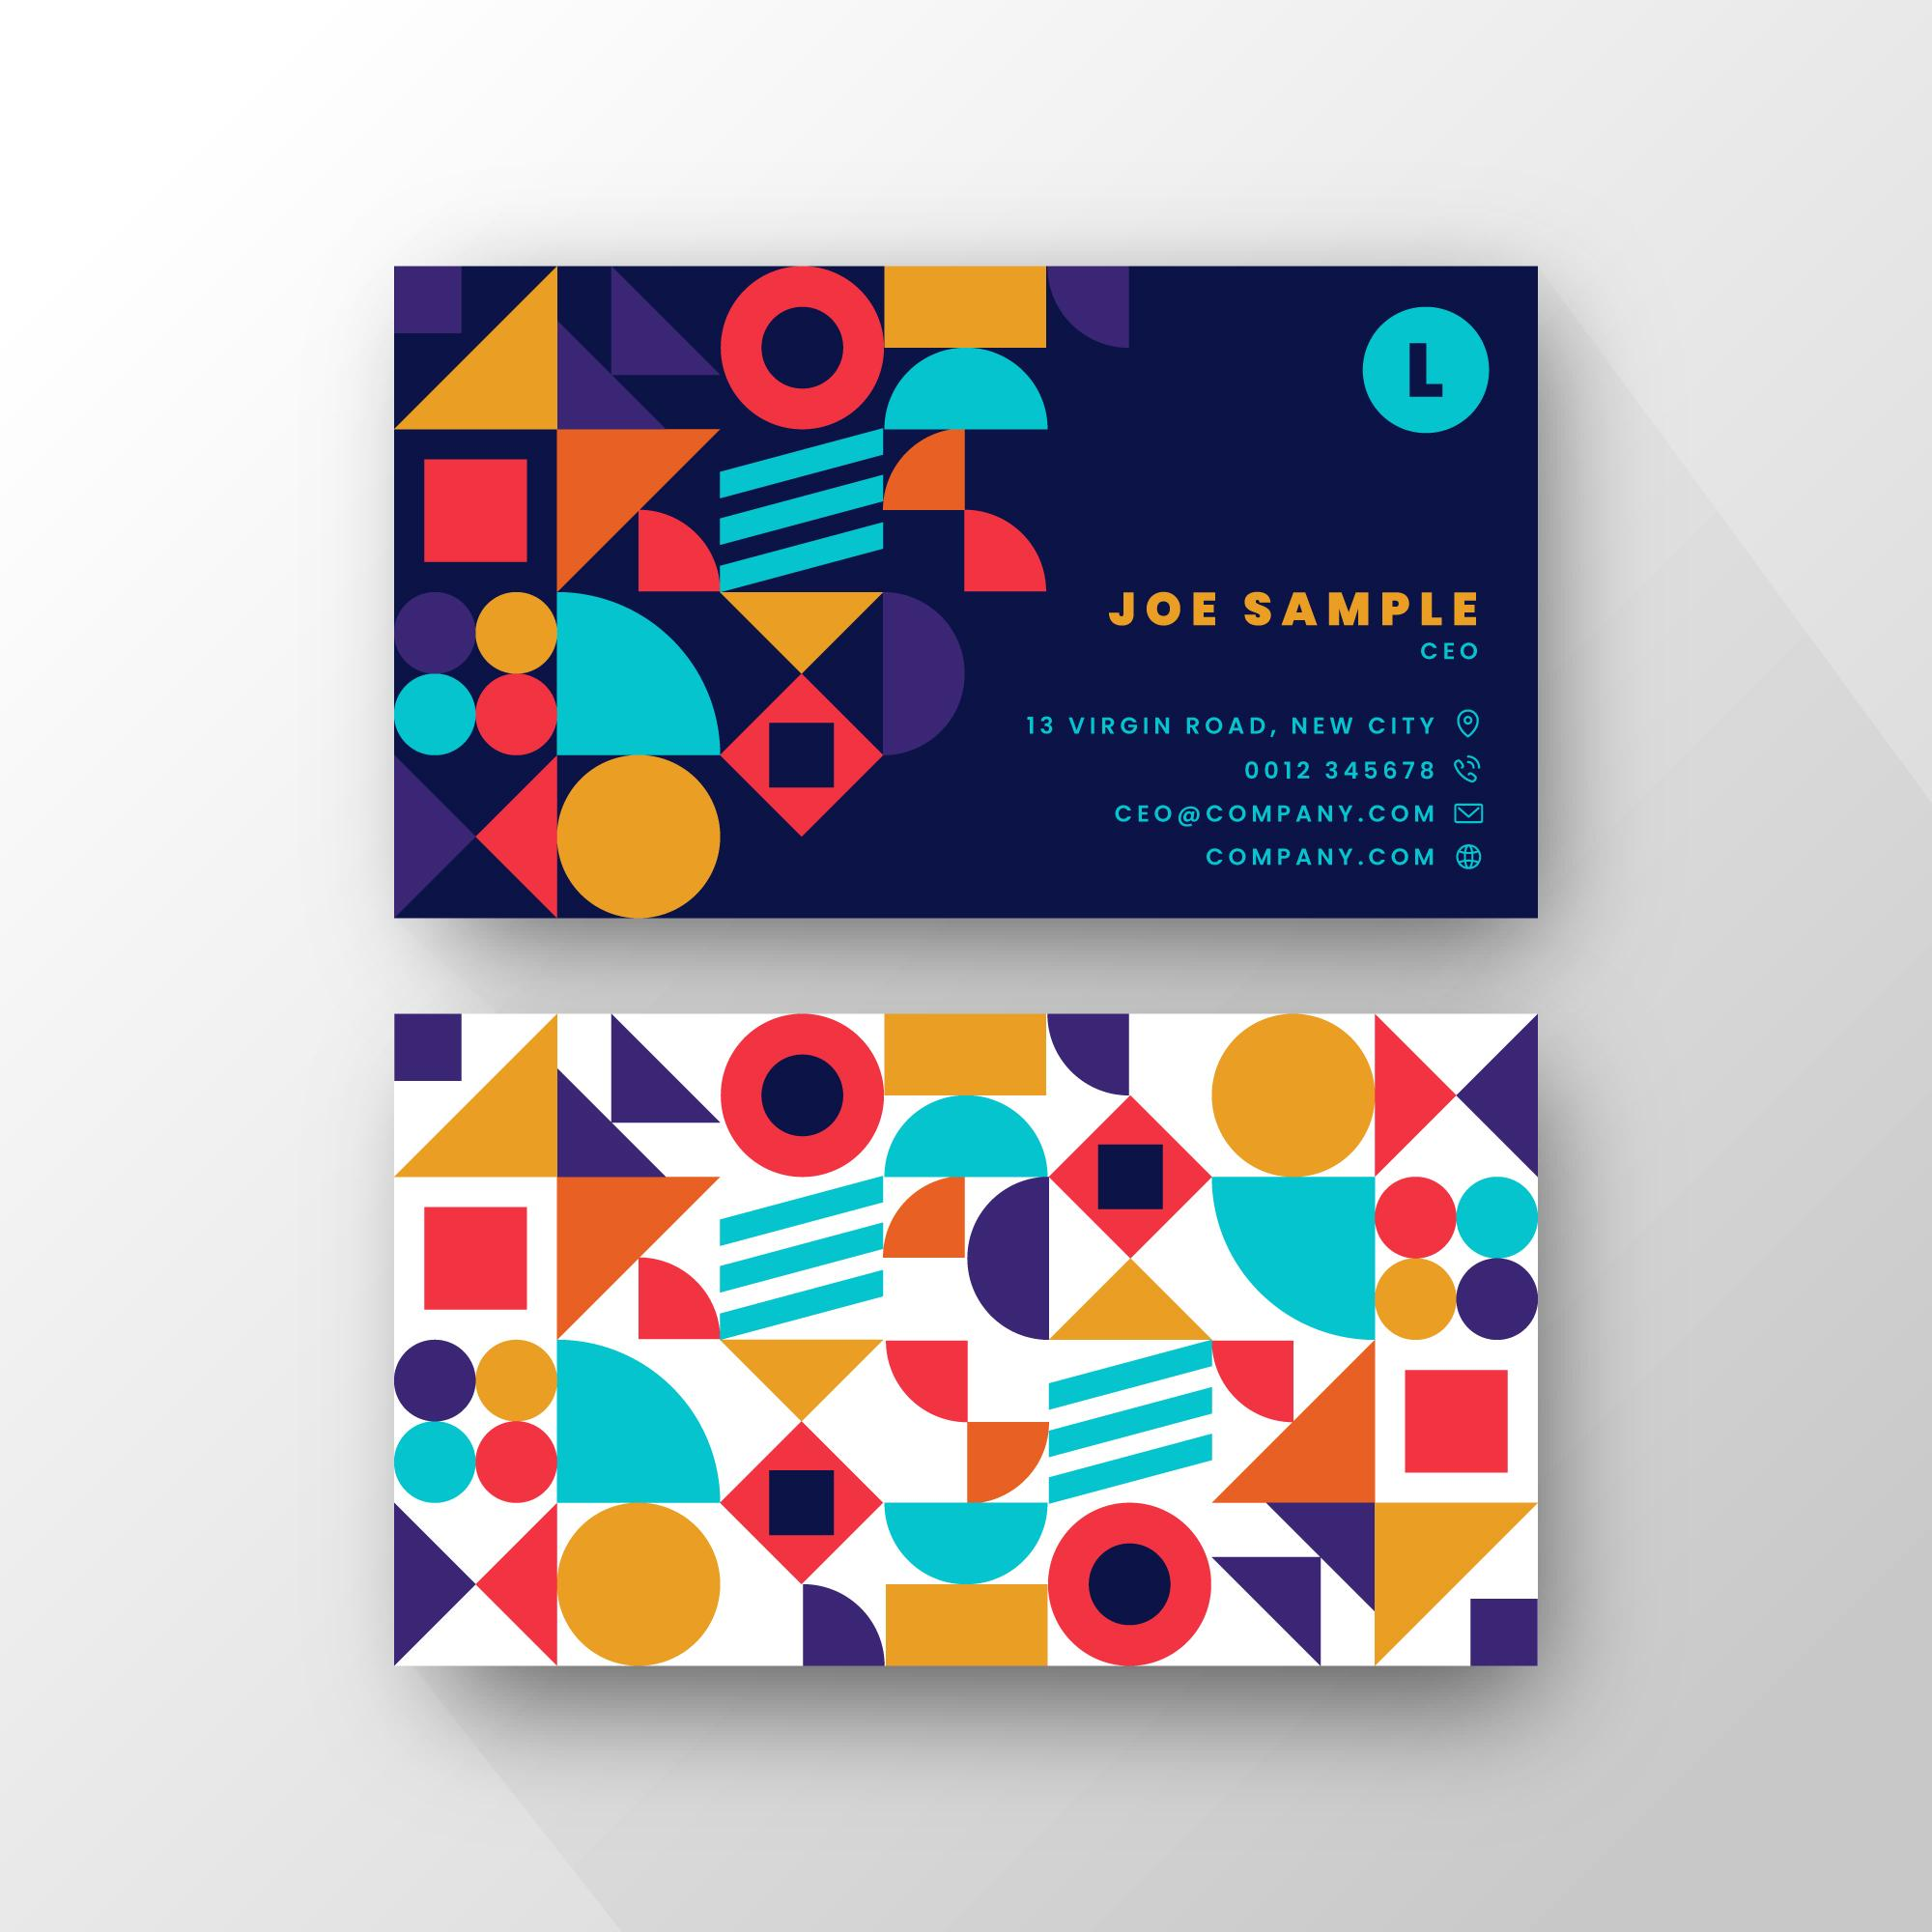 L
JOE SAMPLE
CEO
13 VIRGIN ROAD, NEW CITY
0012 345678
CEO@COMPANY.COM
COMPANY.COM